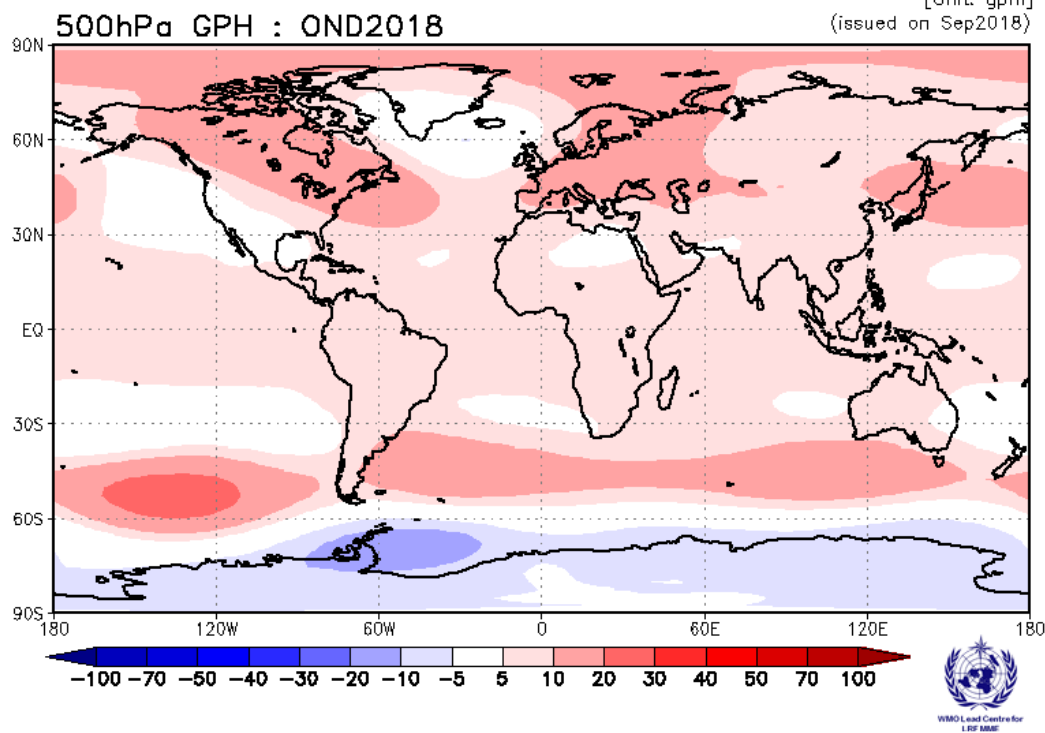 [Unit: gpm]
500hPa GPH : OND2018
(issued on Sep2018)
90N
60N
30N
EQ
30S
60S
90S
180 120W 60W 0 60E 120E 180
-100 -70 -50 -40 -30 -20 -10 -5 5 10 20 30 40 50 70 100
WMO Lead Centre for
LRF MME